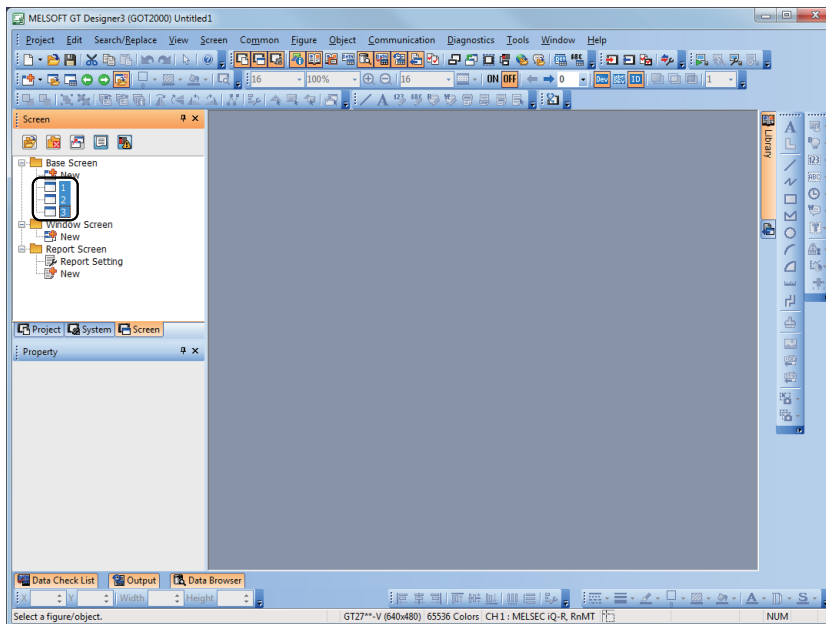 MELSOFT GT Designer3 (GOT2000) Untitled1
Project Edit Search/Replace View Screen Common Figure Object Communication Diagnostics Tools Window Help
16 100% 16 ON OFF 0 Dev ID 1
Screen
Base Screen
New
1
2
3
Window Screen
New
Report Screen
Report Setting
New
Project System Screen
Property
Library
Data Check List Output Data Browser
X Y Width Height
Select a figure/object. GT27**-V (640x480) 65536 Colors CH1 : MELSEC iQ-R, RnMT NUM